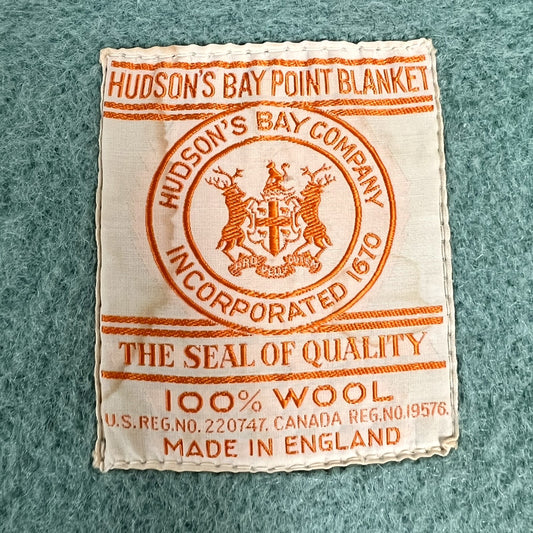 HUDSON'S BAY POINT BLANKET
HUDSON'S BAY COMPANY
INCORPORATED 1670
THE SEAL OF QUALITY
100% WOOL
U.S. REG. NO. 220747. CANADA REG. NO. 19576.
MADE IN ENGLAND